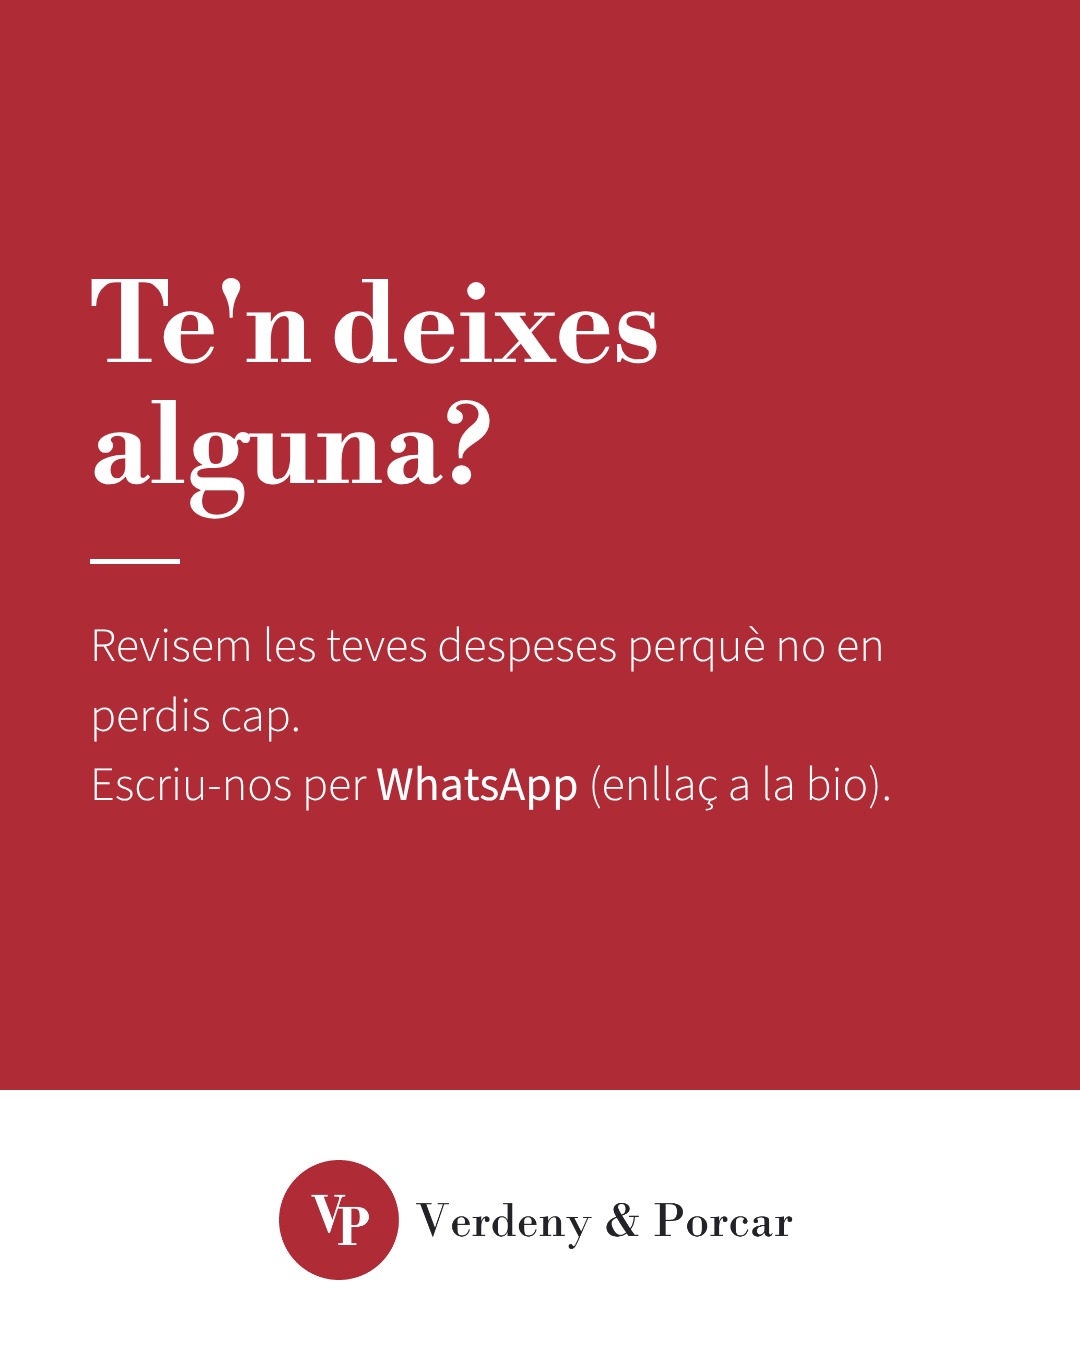 Te'n deixes
alguna?
Revisem les teves despeses perquè no en
perdis cap.
Escriu-nos per WhatsApp (enllaç a la bio).
VP Verdeny & Porcar